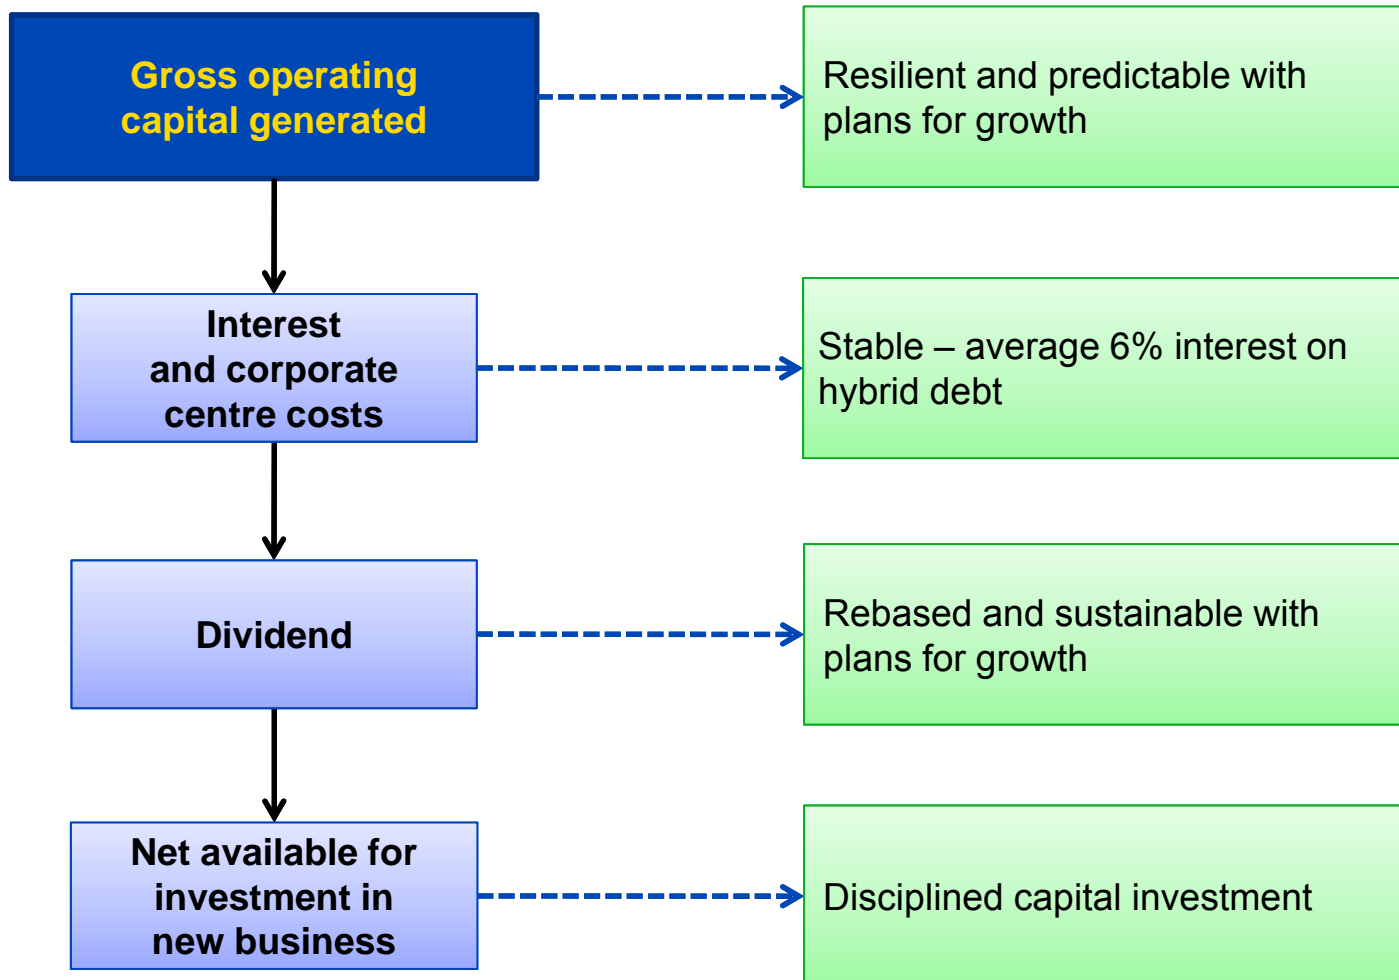 Gross operating
capital generated
Resilient and predictable with
plans for growth
Interest
and corporate
centre costs
Stable – average 6% interest on
hybrid debt
Dividend
Rebased and sustainable with
plans for growth
Net available for
investment in
new business
Disciplined capital investment